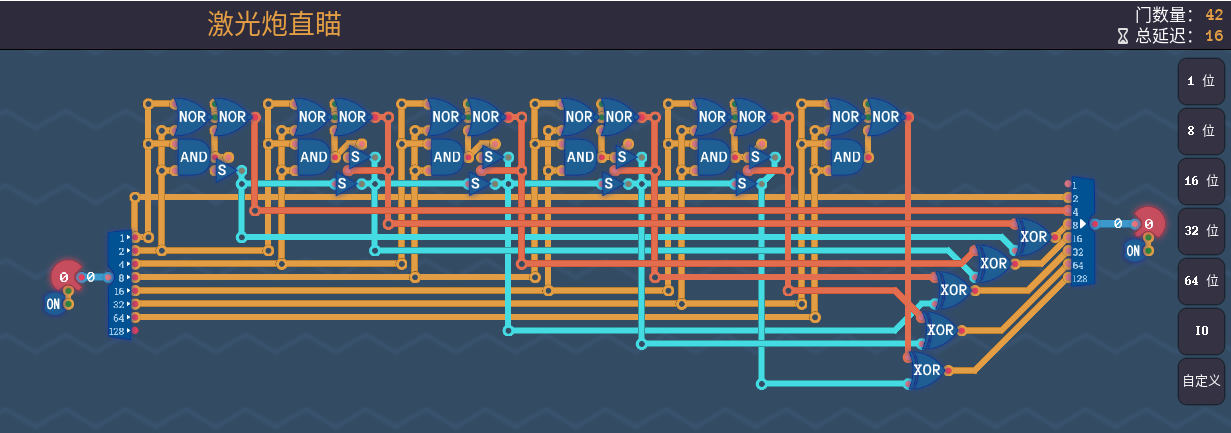 激光炮直瞄
门数量: 42
总延迟: 16
1 位
8 位
16 位
32 位
64 位
IO
自定义
NOR NOR NOR NOR NOR NOR NOR NOR NOR NOR NOR NOR
AND S AND S AND S AND S AND S AND
S S S S S
1
2
4
8
16
32
64
128
0 0
ON
1
2
4
8
16
32
64
128
0 0
ON
XOR
XOR
XOR
XOR
XOR